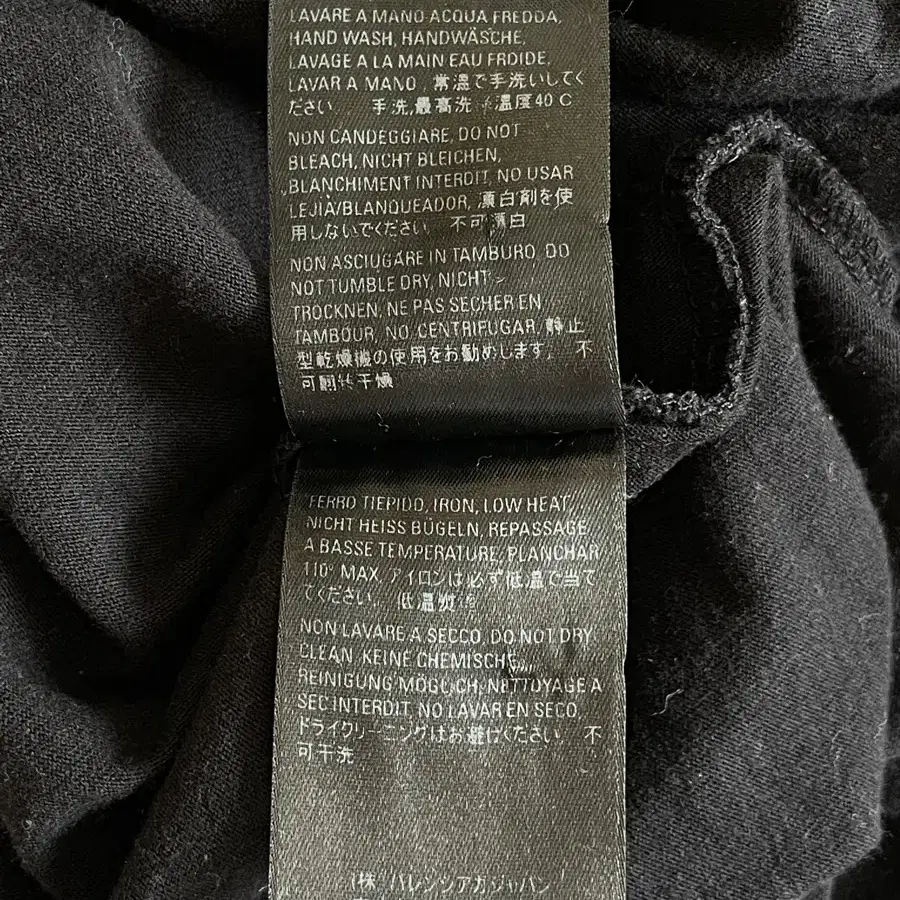 LAVARE A MANO ACQUA FREDDA,
HAND WASH, HANDWÄSCHE,
LAVAGE A LA MAIN EAU FROIDE,
LAVAR A MANO, 常温で手洗いしてく
ださい。 手洗,最高洗 温度40 C
NON CANDEGGIARE, DO NOT
BLEACH, NICHT BLEICHEN,
BLANCHIMENT INTERDIT, NO USAR
LEJIÀ/BLANQUEADOR, 漂白剤を使
用しないでください。 不可漂白
NON ASCIUGARE IN TAMBURO, DO
NOT TUMBLE DRY, NICHT
TROCKNEN, NE PAS SECHER EN
TAMBOUR, NO CENTRIFUGAR, 静止
型乾燥機の使用をお勧めします。 不
可翻转干燥
FERRO TIEPIDO, IRON, LOW HEAT,
NICHT HEISS BÜGELN, REPASSAGE
A BASSE TEMPERATURE, PLANCHAR
110° MAX, アイロンは必ず低温で当て
てください。 低温熨烫
NON LAVARE A SECCO, DO NOT DRY
CLEAN, KEINE CHEMISCHE
REINIGUNG MÖGLICH, NETTOYAGE A
SEC INTERDIT, NO LAVAR EN SECO,
ドライクリーニングはお避けください。 不
可干洗
(株) バレンシアガジャパン